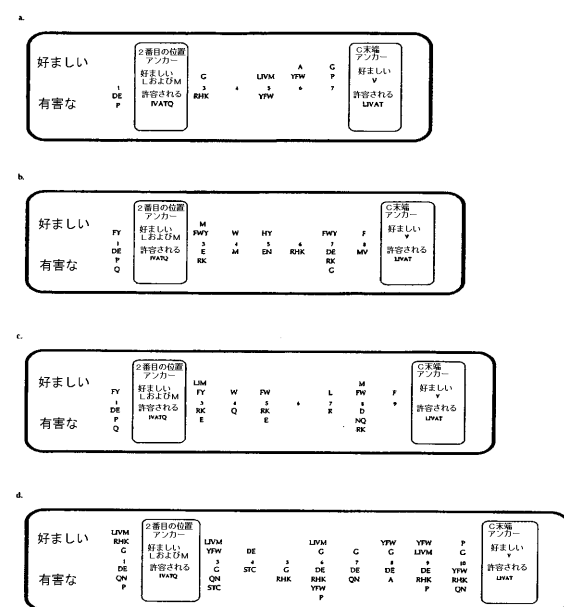 a.
2番目の位置
アンカー
C末端
アンカー
好ましい
好ましい
LおよびM
G
LIVM
A
YFW
G
P
好ましい
V
1
3
4
5
6
7
有害な
DE
P
許容される
IVATQ
RHK
YFW
許容される
LIVAT
b.
2番目の位置
アンカー
C末端
アンカー
好ましい
FY
好ましい
LおよびM
M
FWY
W
HY
FWY
F
好ましい
V
1
3
4
5
6
7
8
有害な
DE
P
Q
許容される
IVATQ
E
RK
M
EN
RHK
DE
RK
G
MV
許容される
LIVAT
c.
2番目の位置
アンカー
C末端
アンカー
好ましい
FY
好ましい
LおよびM
FY
W
FW
L
M
FW
F
好ましい
V
1
3
4
5
6
7
8
9
有害な
DE
P
Q
許容される
IVATQ
RK
E
Q
RK
E
R
D
NQ
RK
許容される
LIVAT
d.
2番目の位置
アンカー
C末端
アンカー
好ましい
LIVM
RHK
G
好ましい
LおよびM
LIVM
YFW
DE
LIVM
G
G
YFW
G
YFW
LIVM
P
G
好ましい
V
1
3
4
5
6
7
8
9
10
有害な
DE
QN
P
許容される
IVATQ
G
QN
STC
STC
G
RHK
DE
RHK
YFW
P
DE
QN
DE
A
DE
RHK
P
YFW
RHK
QN
許容される
LIVAT